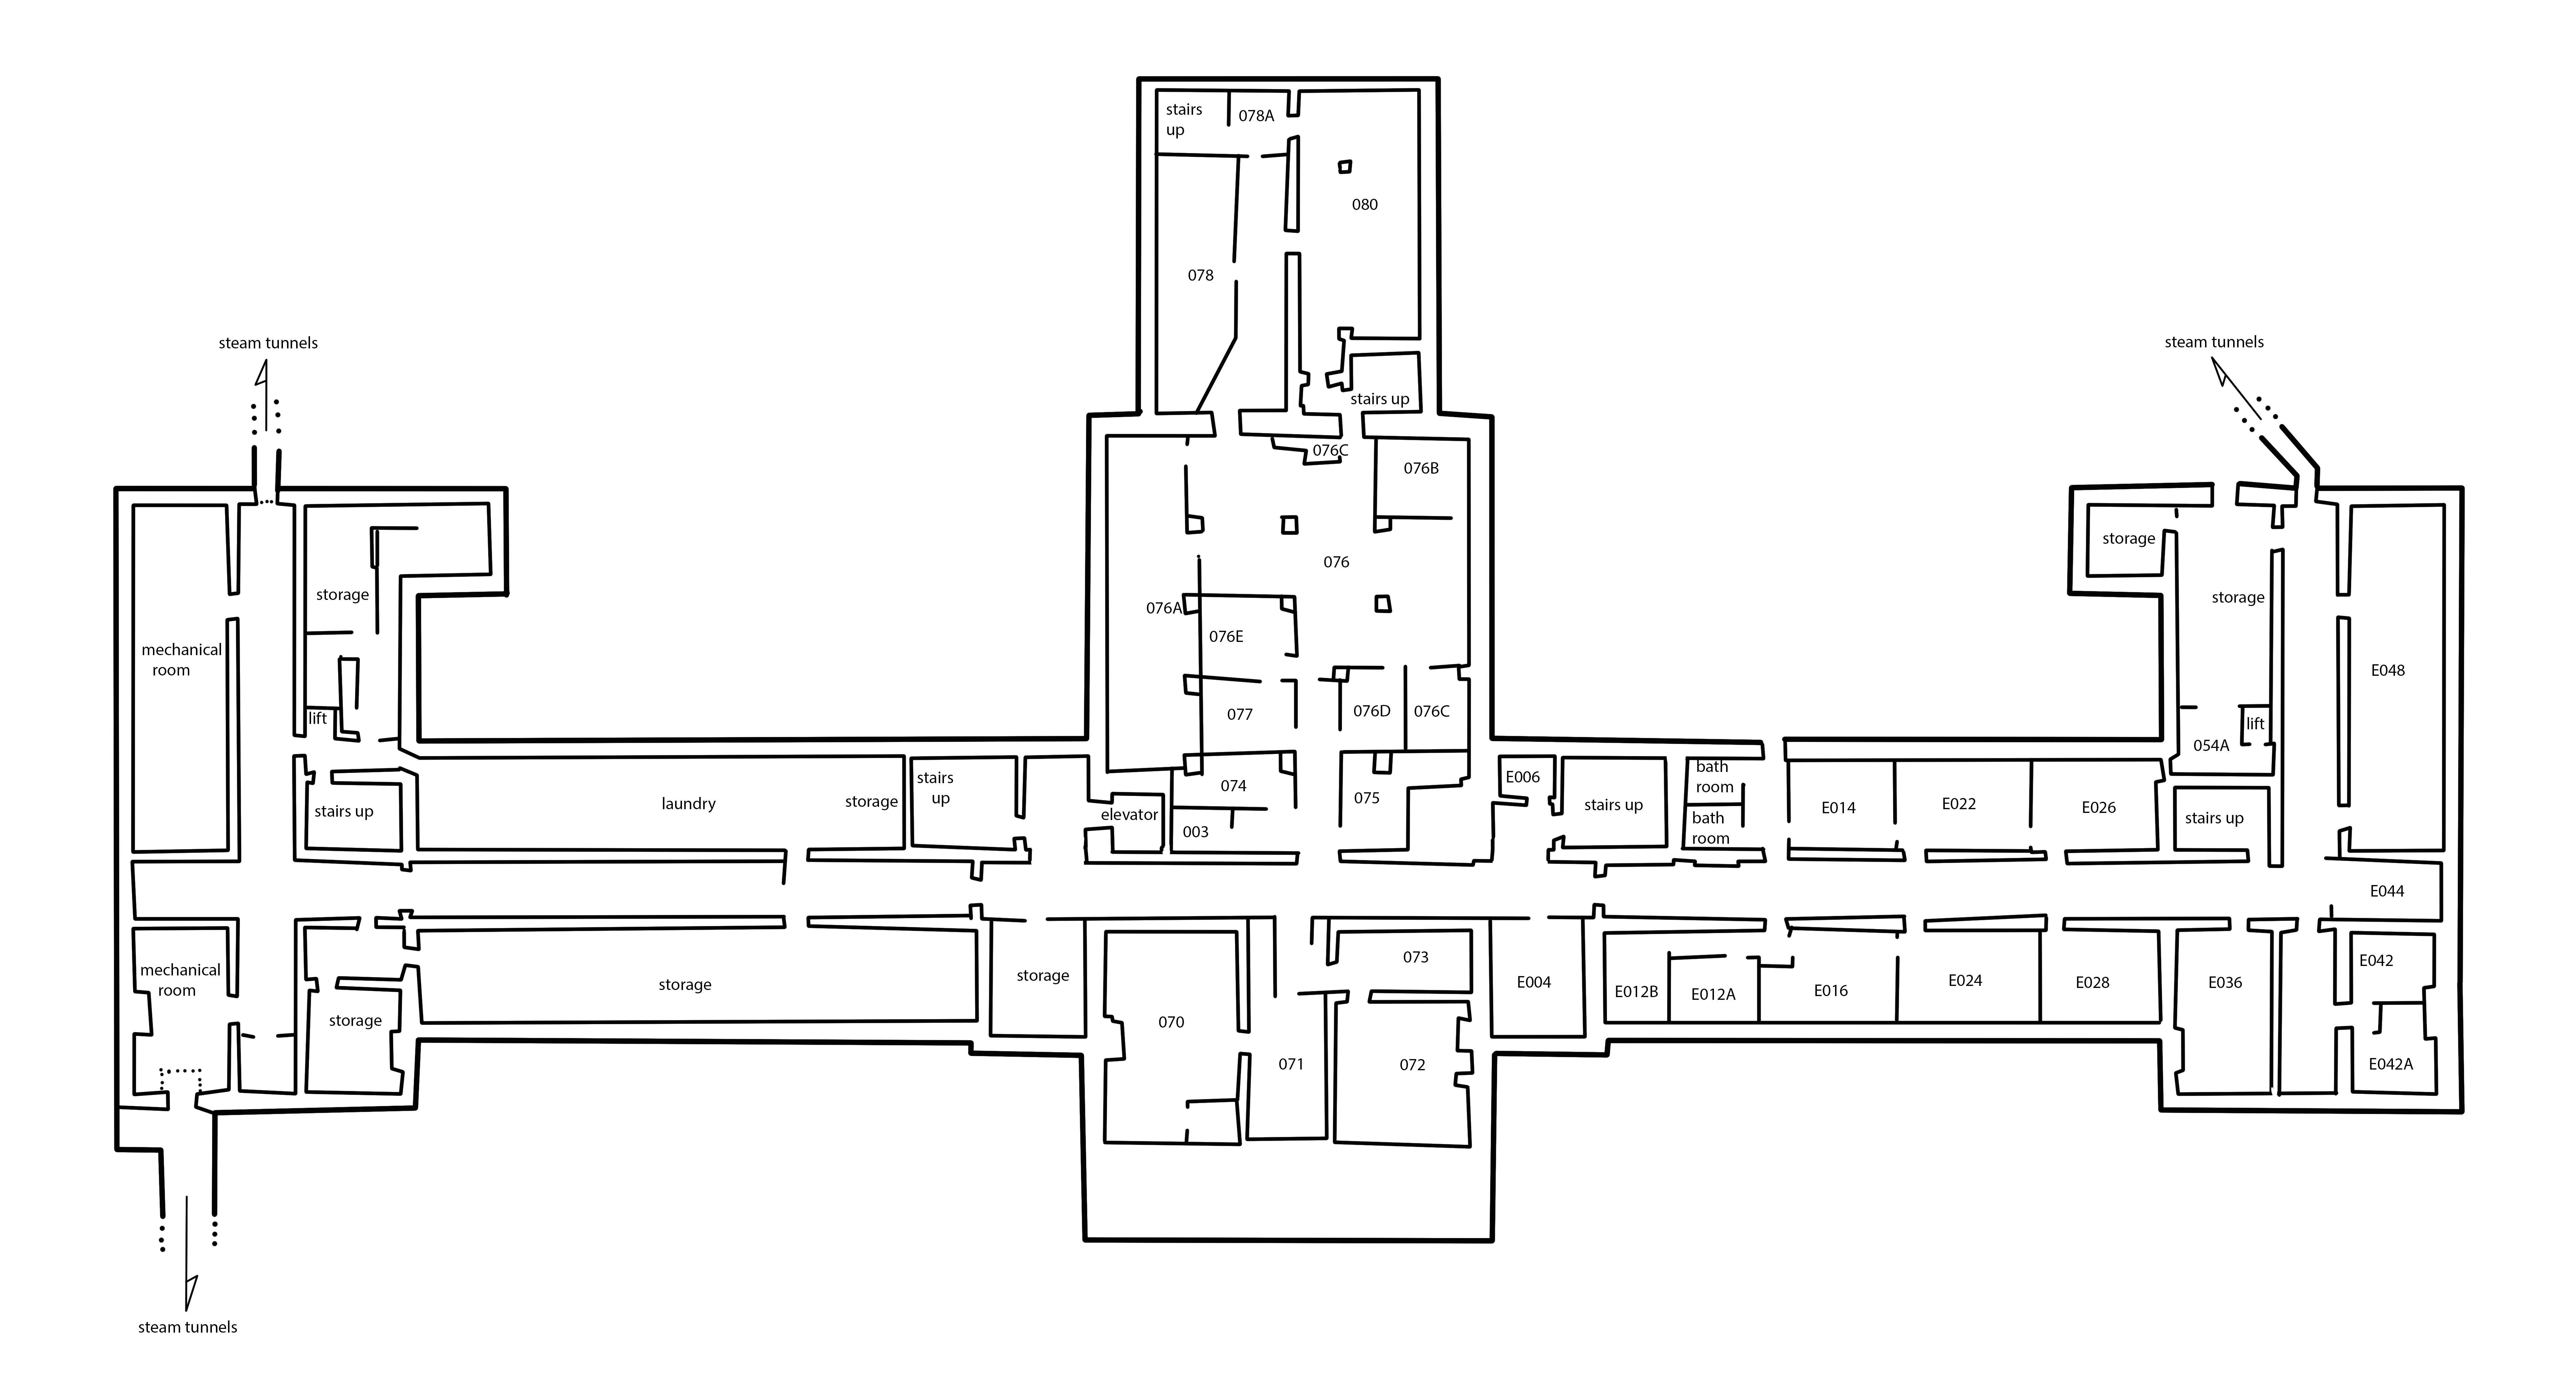 stairs
up
078A
080
078
steam tunnels
steam tunnels
stairs up
076C
076B
storage
076
storage
storage
076A
076E
mechanical
room
E048
lift
077
076D
076C
lift
054A
laundry
storage
stairs
up
elevator
074
003
075
E006
stairs up
bath
room
bath
room
E014
E022
E026
stairs up
stairs up
E044
mechanical
room
storage
storage
storage
070
071
073
072
E004
E012B
E012A
E016
E024
E028
E036
E042
E042A
steam tunnels